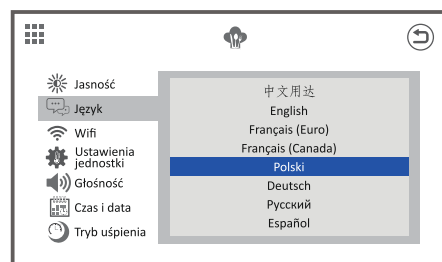 Jasność
Język
Wifi
Ustawienia
jednostki
Głośność
Czas i data
Tryb uśpienia
中文用达
English
Français (Euro)
Français (Canada)
Polski
Deutsch
Русский
Español